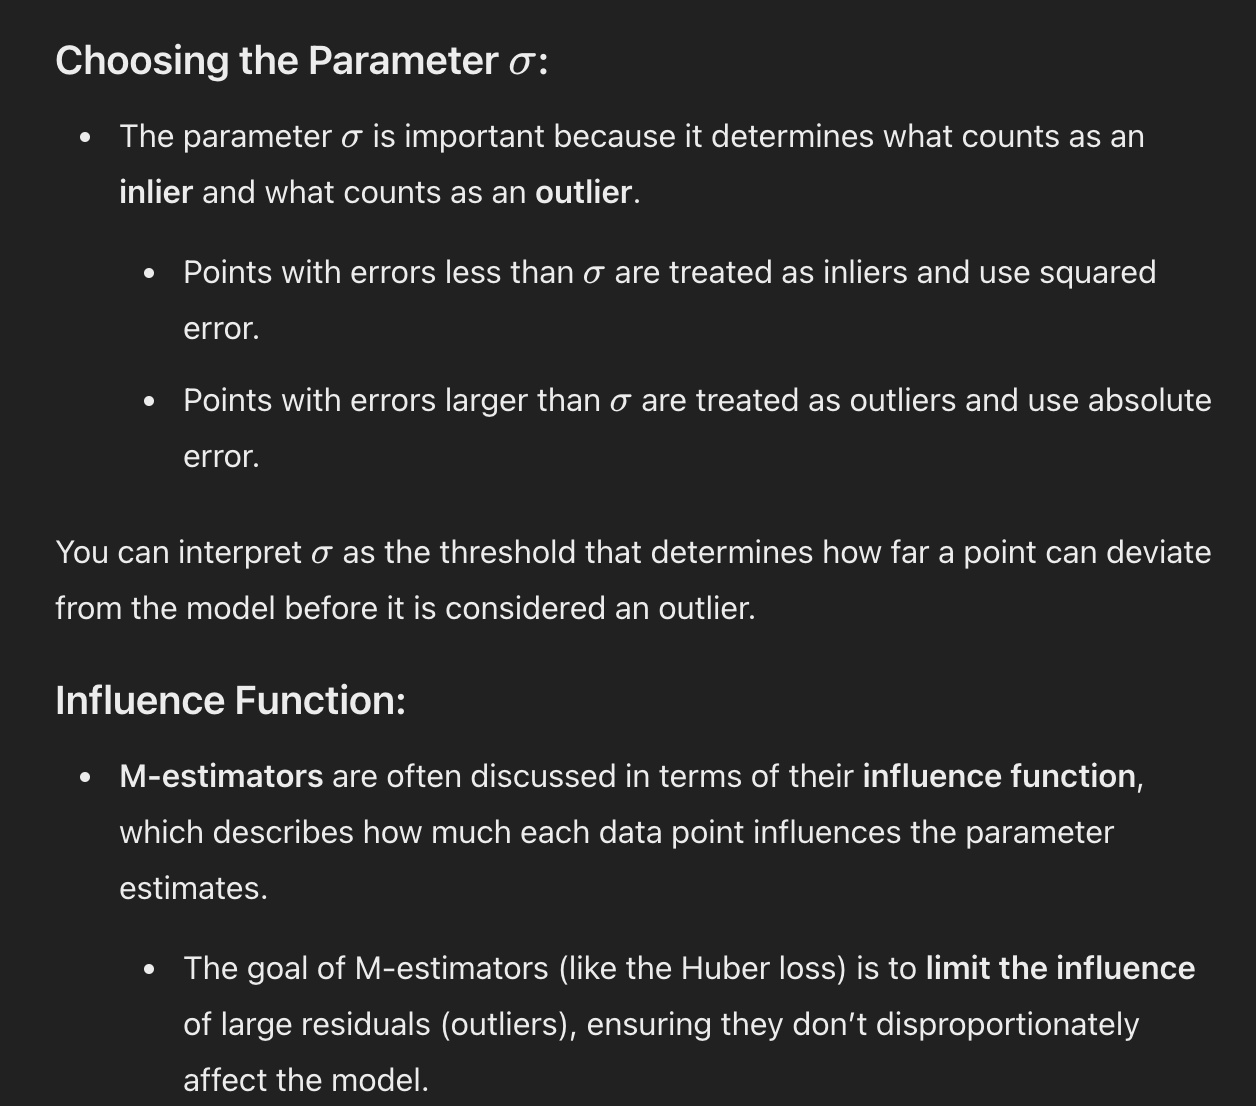 Choosing the Parameter σ:
• The parameter σ is important because it determines what counts as an
inlier and what counts as an outlier.
• Points with errors less than σ are treated as inliers and use squared
error.
• Points with errors larger than σ are treated as outliers and use absolute
error.
You can interpret σ as the threshold that determines how far a point can deviate
from the model before it is considered an outlier.
Influence Function:
• M-estimators are often discussed in terms of their influence function,
which describes how much each data point influences the parameter
estimates.
• The goal of M-estimators (like the Huber loss) is to limit the influence
of large residuals (outliers), ensuring they don’t disproportionately
affect the model.